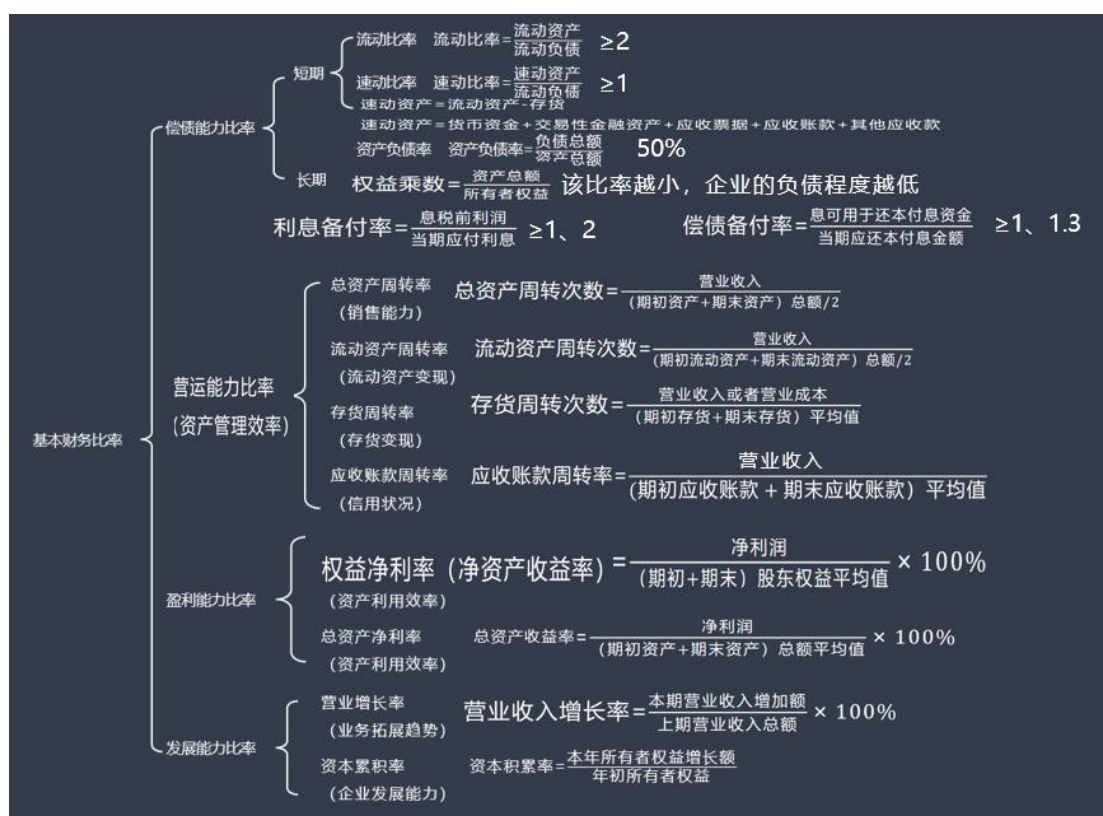 基本财务比率
偿债能力比率
短期
流动比率 流动比率=流动资产/流动负债 ≥2
速动比率 速动比率=速动资产/流动负债 ≥1
速动资产=流动资产-存货
速动资产=货币资金+交易性金融资产+应收票据+应收账款+其他应收款
长期
资产负债率 资产负债率=负债总额/资产总额 50%
权益乘数=资产总额/所有者权益 该比率越小，企业的负债程度越低
利息备付率=息税前利润/当期应付利息 ≥1、2 偿债备付率=息可用于还本付息资金/当期应还本付息金额 ≥1、1.3
营运能力比率
(资产管理效率)
总资产周转率 总资产周转次数=营业收入/(期初资产+期末资产）总额/2
(销售能力)
流动资产周转率 流动资产周转次数=营业收入/(期初流动资产+期末流动资产）总额/2
(流动资产变现)
存货周转率 存货周转次数=营业收入或者营业成本/(期初存货+期末存货）平均值
(存货变现)
应收账款周转率 应收账款周转率=营业收入/(期初应收账款 + 期末应收账款）平均值
(信用状况)
盈利能力比率
权益净利率（净资产收益率）=净利润/(期初+期末）股东权益平均值 × 100%
(资产利用效率)
总资产净利率 总资产收益率=净利润/(期初资产+期末资产）总额平均值 × 100%
(资产利用效率)
发展能力比率
营业增长率 营业收入增长率=本期营业收入增加额/上期营业收入总额 × 100%
(业务拓展趋势)
资本累积率 资本积累率=本年所有者权益增长额/年初所有者权益
(企业发展能力)